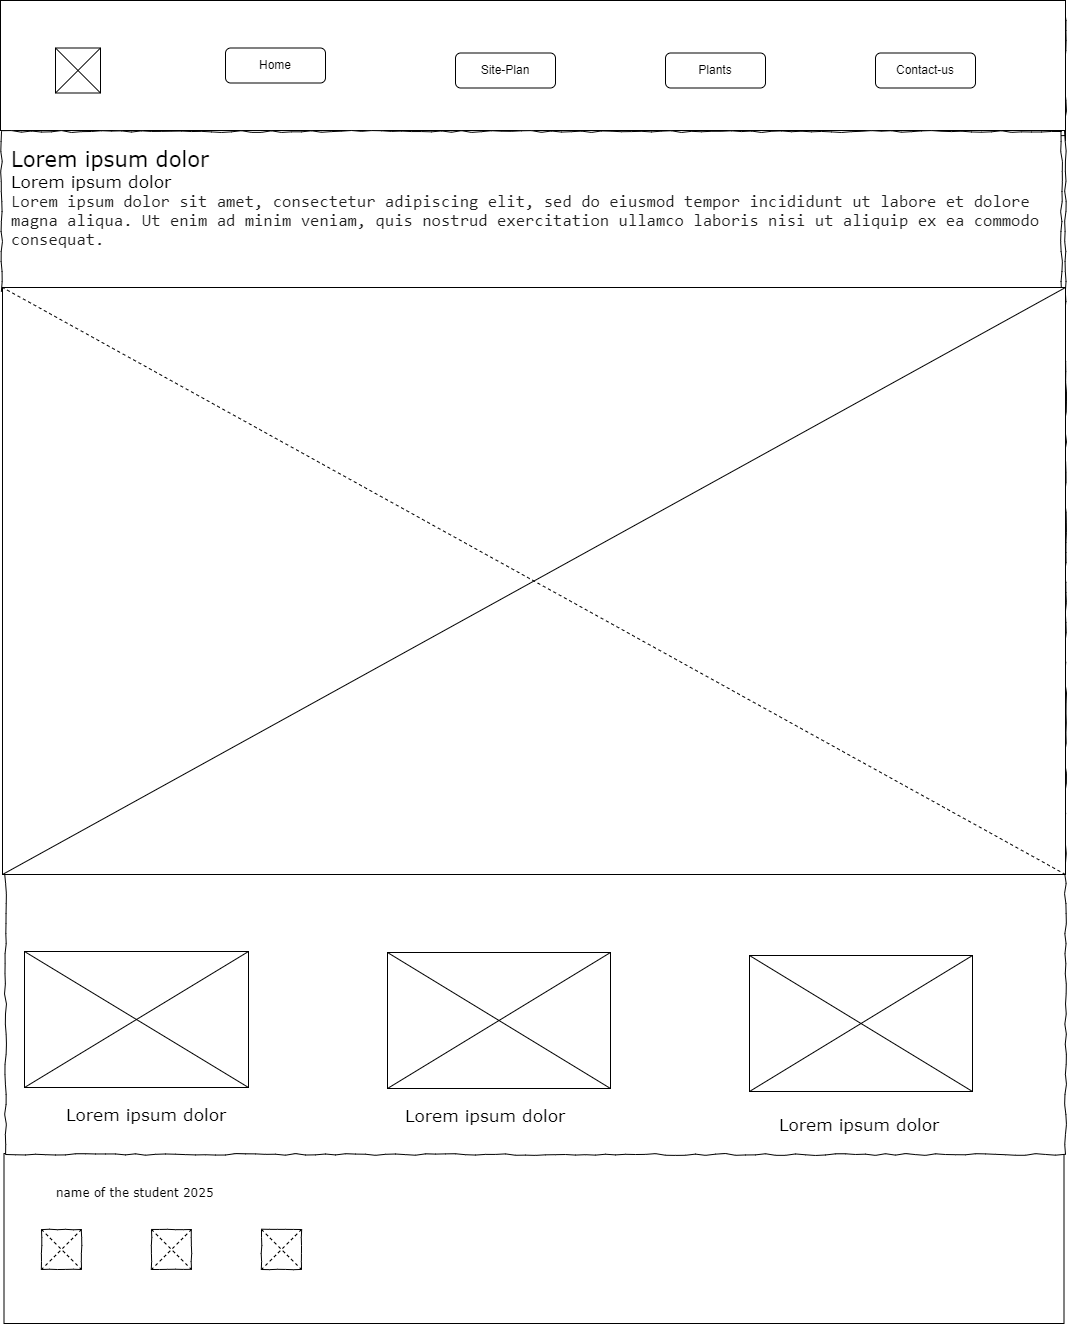 Home
Site-Plan
Plants
Contact-us
Lorem ipsum dolor
Lorem ipsum dolor
Lorem ipsum dolor sit amet, consectetur adipiscing elit, sed do eiusmod tempor incididunt ut labore et dolore
magna aliqua. Ut enim ad minim veniam, quis nostrud exercitation ullamco laboris nisi ut aliquip ex ea commodo
consequat.
Lorem ipsum dolor
Lorem ipsum dolor
Lorem ipsum dolor
name of the student 2025